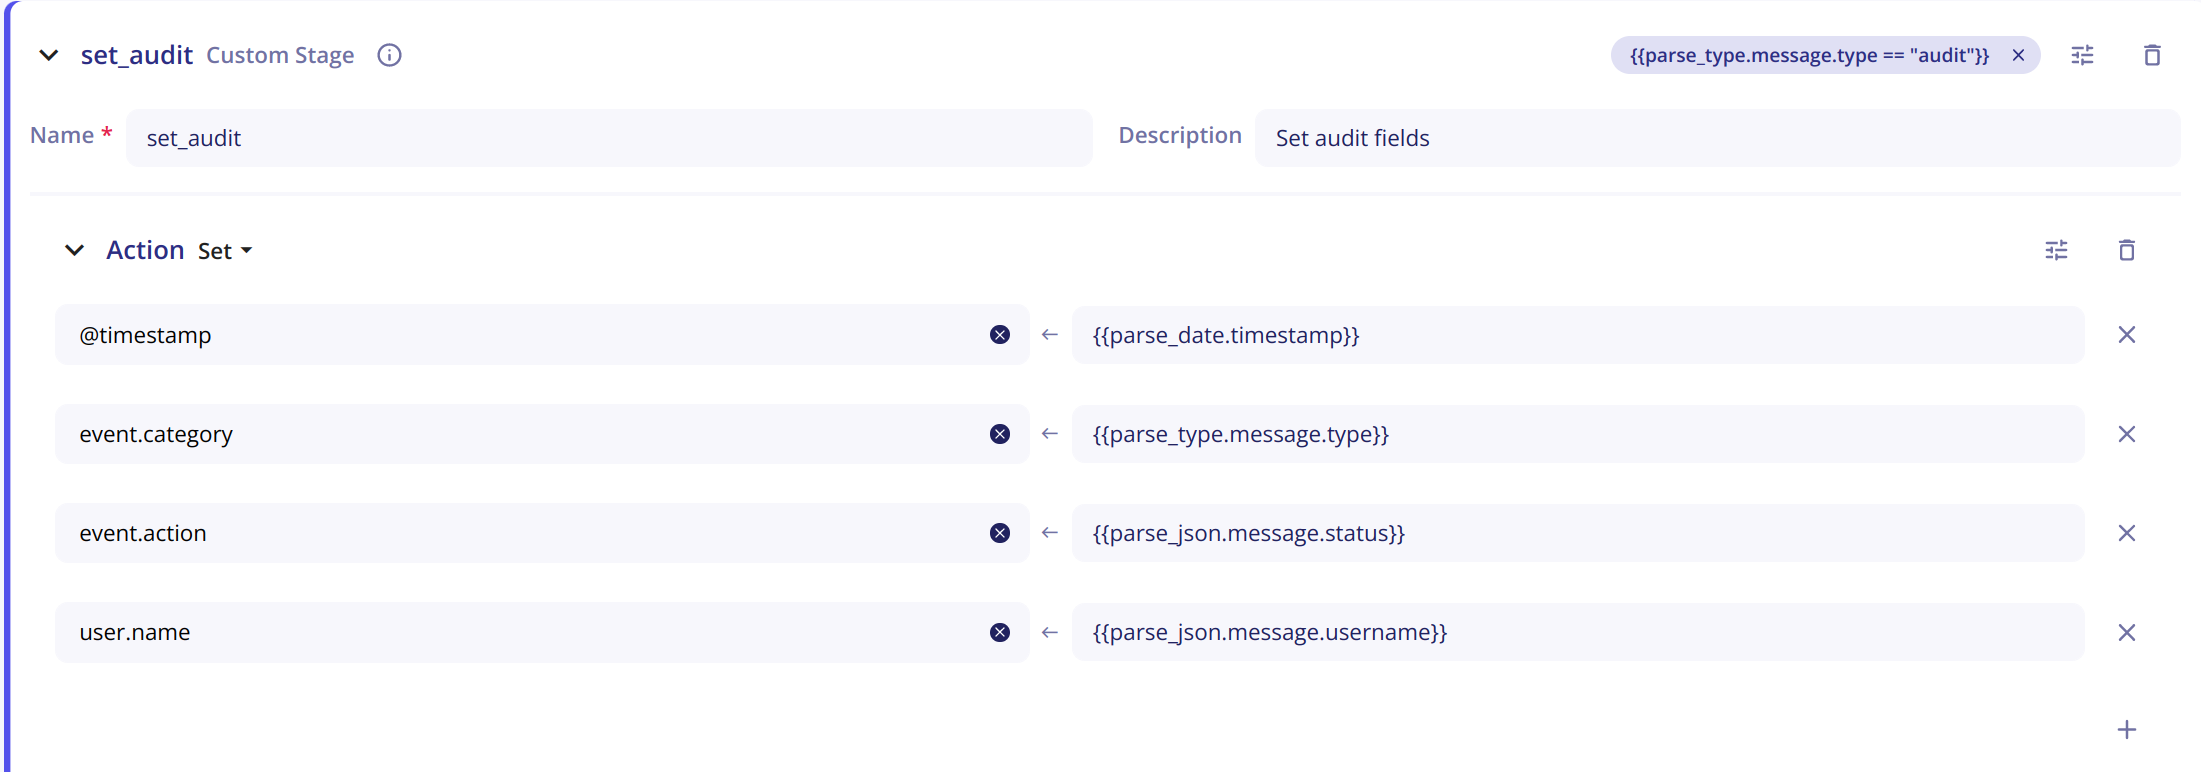 set_audit Custom Stage {{parse_type.message.type == "audit"}}
Name * set_audit Description Set audit fields
Action Set
@timestamp ← {{parse_date.timestamp}}
event.category ← {{parse_type.message.type}}
event.action ← {{parse_json.message.status}}
user.name ← {{parse_json.message.username}}